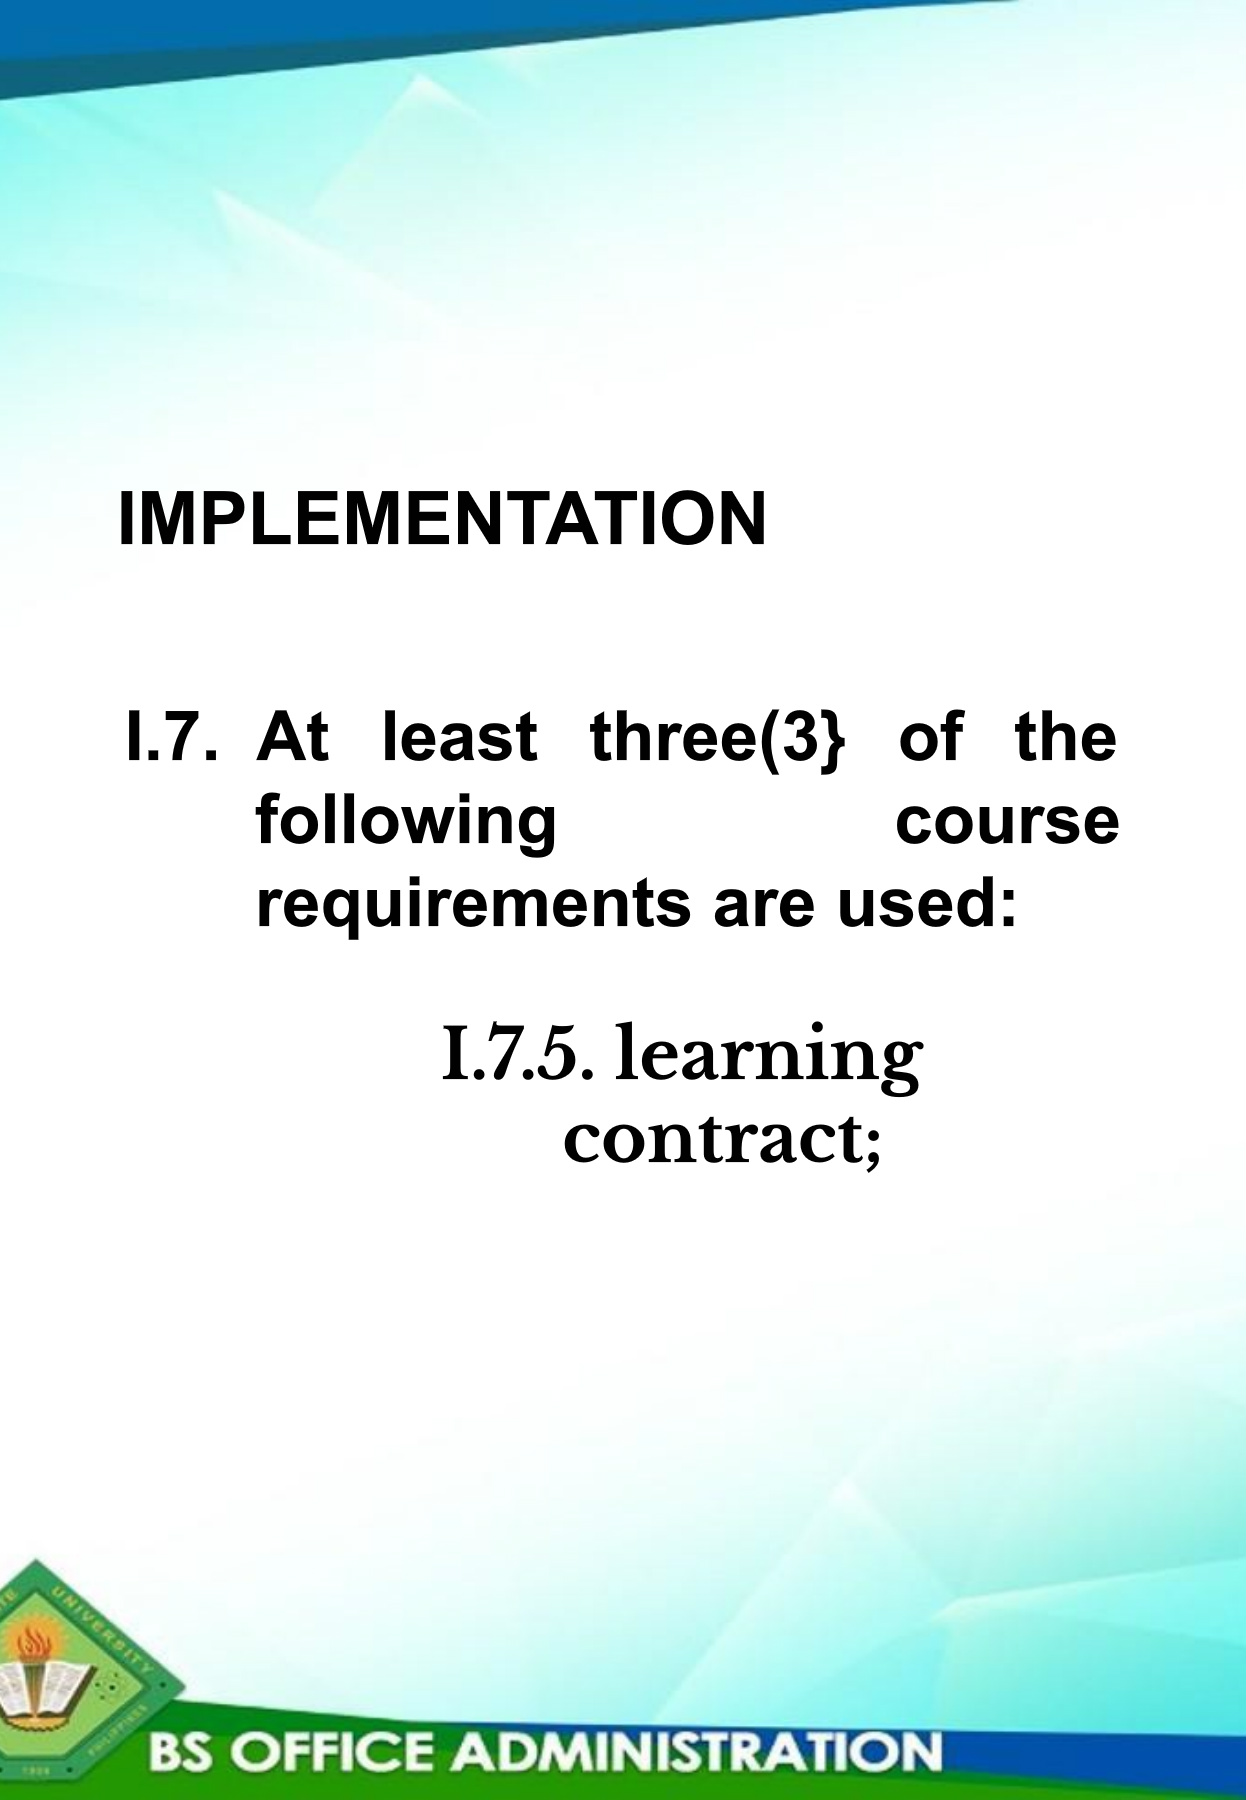 IMPLEMENTATION
I.7. At least three(3} of the
following course
requirements are used:
I.7.5. learning
contract;
UNIVERSITY
PHILIPPINES
BS OFFICE ADMINISTRATION